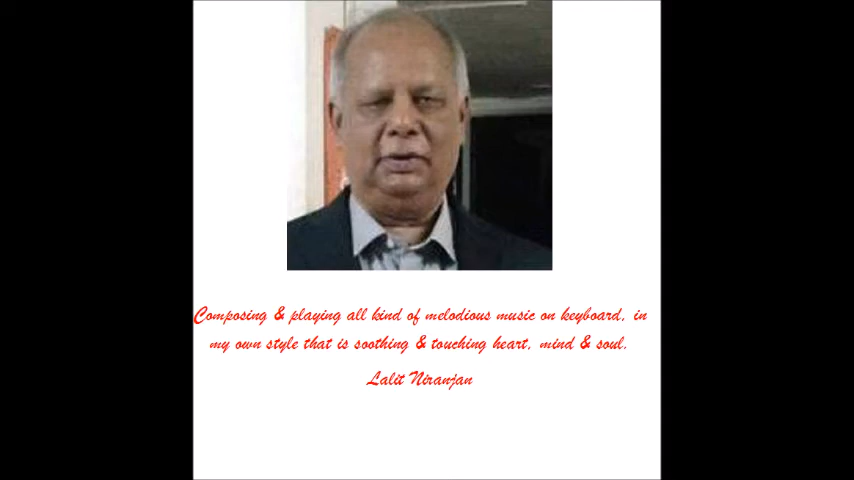 Composing & playing all kind of melodious music on keyboard, in
my own style that is soothing & touching heart, mind & soul.
Lalit Niranjan